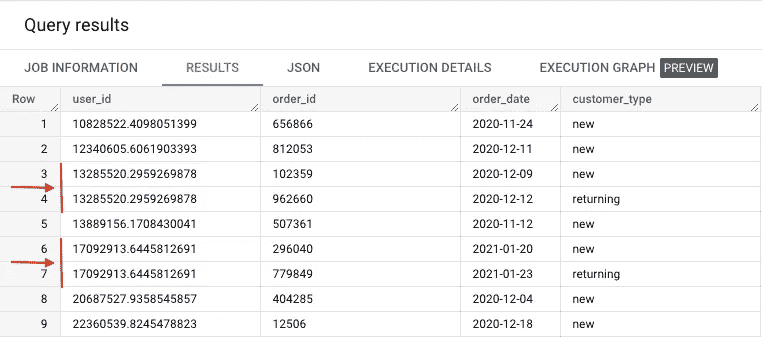 Query results
JOB INFORMATION RESULTS JSON EXECUTION DETAILS EXECUTION GRAPH PREVIEW
Row user_id order_id order_date customer_type
1 10828522.4098051399 656866 2020-11-24 new
2 12340605.6061903393 812053 2020-12-11 new
3 13285520.2959269878 102359 2020-12-09 new
4 13285520.2959269878 962660 2020-12-12 returning
5 13889156.1708430041 507361 2020-11-12 new
6 17092913.6445812691 296040 2021-01-20 new
7 17092913.6445812691 779849 2021-01-23 returning
8 20687527.9358545857 404285 2020-12-04 new
9 22360539.8245478823 12506 2020-12-18 new